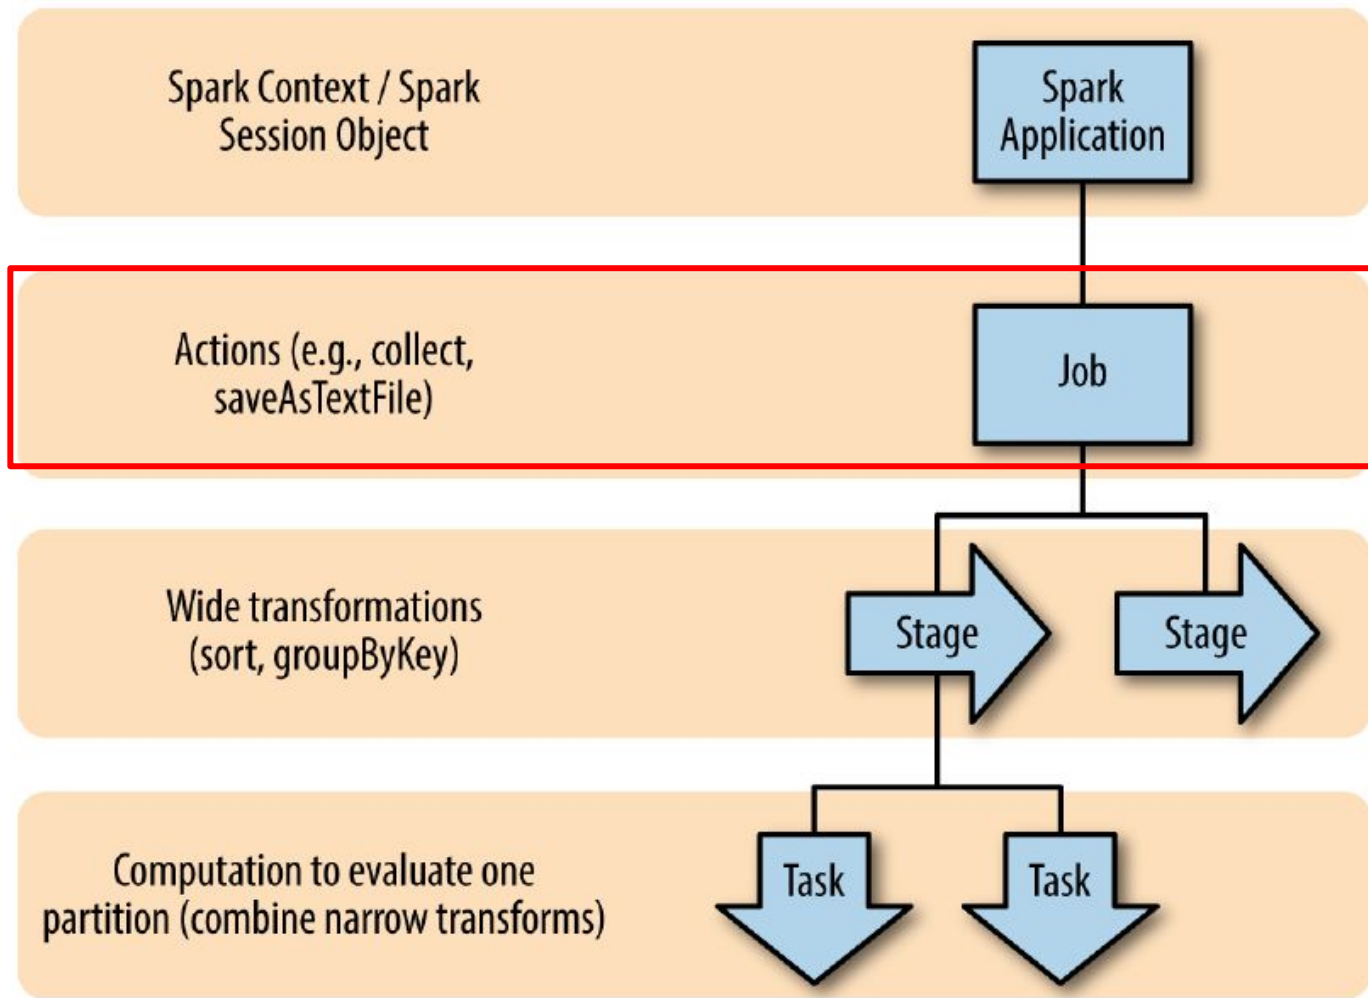 Spark Context / Spark
Session Object
Spark
Application
Actions (e.g., collect,
saveAsTextFile)
Job
Wide transformations
(sort, groupByKey)
Stage
Stage
Computation to evaluate one
partition (combine narrow transforms)
Task
Task